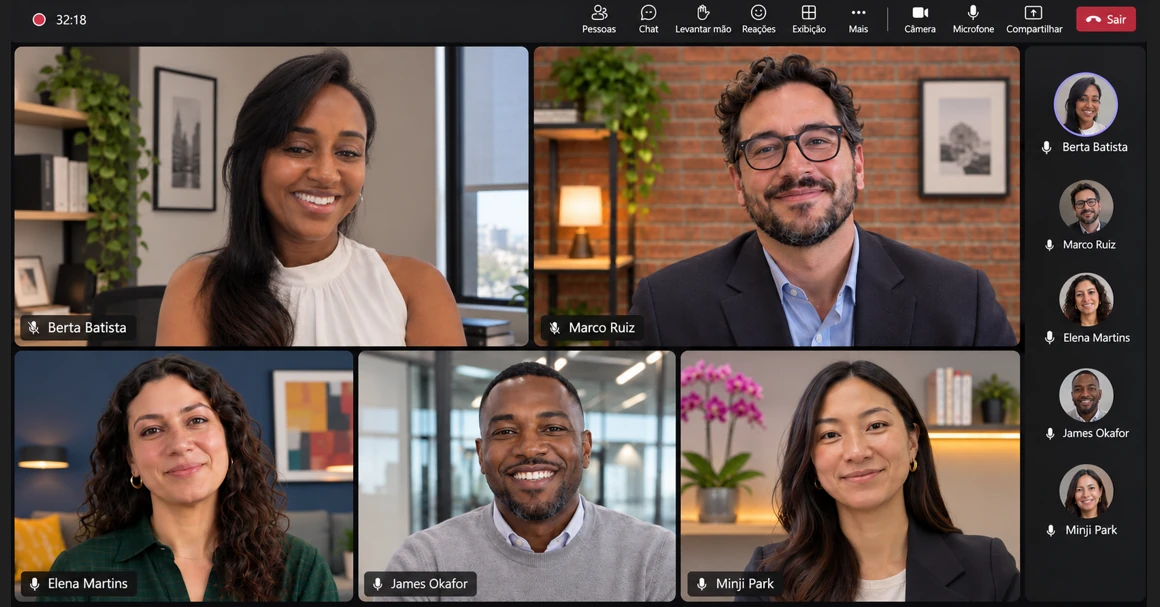 32:18
Pessoas
Chat
Levantar mão
Reações
Exibição
Mais
Câmera
Microfone
Compartilhar
Sair
Berta Batista
Marco Ruiz
Elena Martins
James Okafor
Minji Park
Berta Batista
Marco Ruiz
Elena Martins
James Okafor
Minji Park